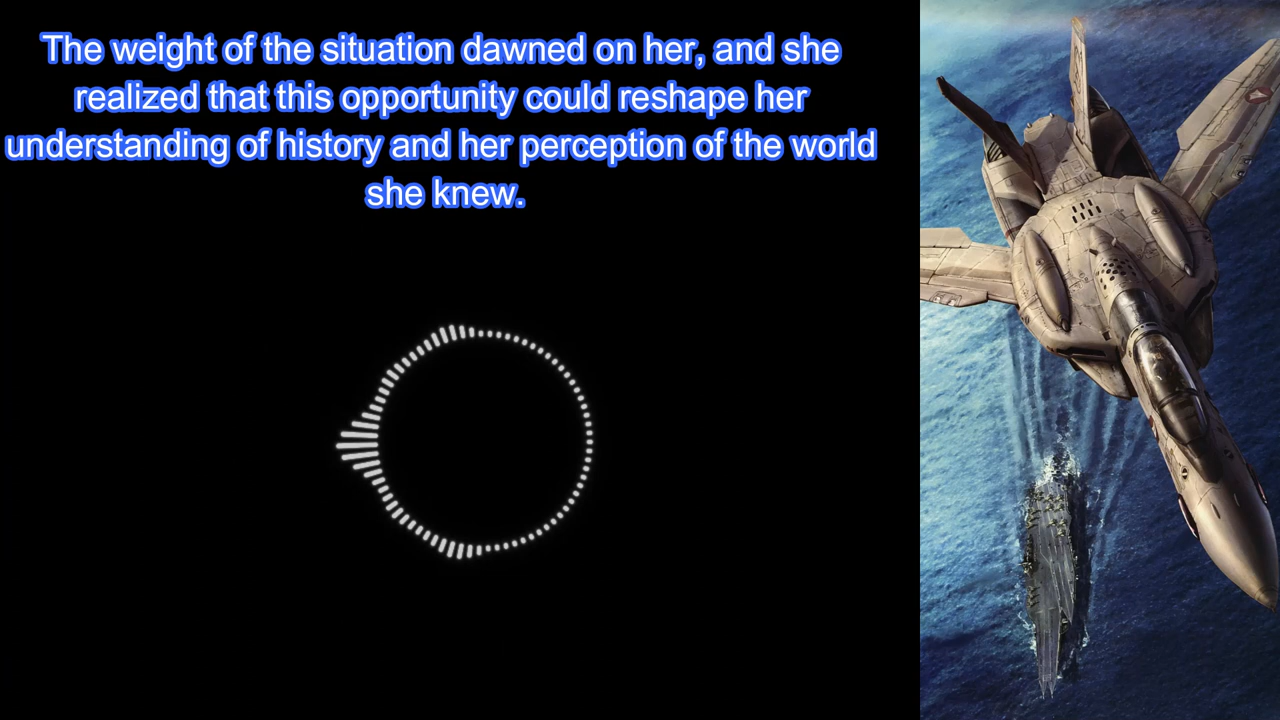 The weight of the situation dawned on her, and she
realized that this opportunity could reshape her
understanding of history and her perception of the world
she knew.